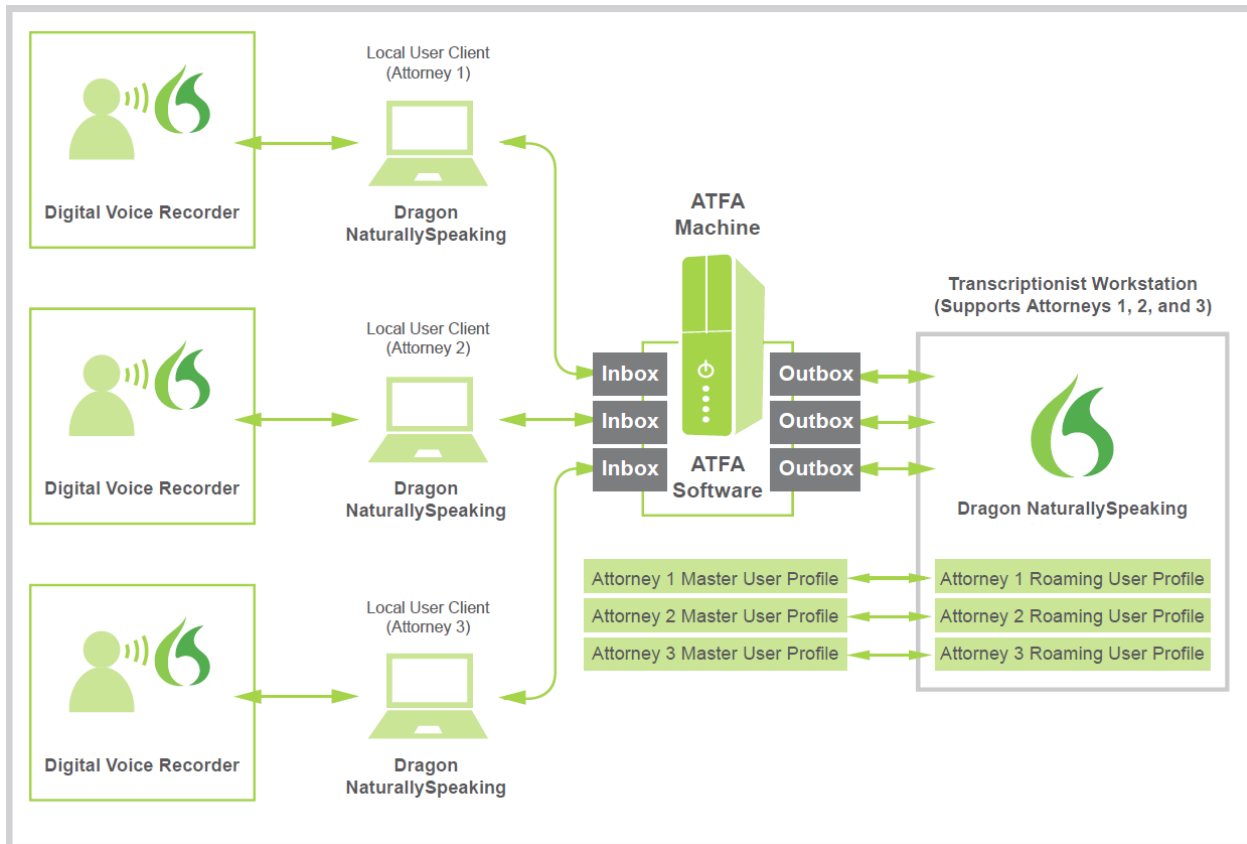 Local User Client
(Attorney 1)
Digital Voice Recorder
Dragon
NaturallySpeaking
Local User Client
(Attorney 2)
Digital Voice Recorder
Dragon
NaturallySpeaking
Local User Client
(Attorney 3)
Digital Voice Recorder
Dragon
NaturallySpeaking
ATFA
Machine
Inbox
Inbox
Inbox
Outbox
Outbox
Outbox
ATFA
Software
Transcriptionist Workstation
(Supports Attorneys 1, 2, and 3)
Dragon NaturallySpeaking
Attorney 1 Master User Profile
Attorney 1 Roaming User Profile
Attorney 2 Master User Profile
Attorney 2 Roaming User Profile
Attorney 3 Master User Profile
Attorney 3 Roaming User Profile